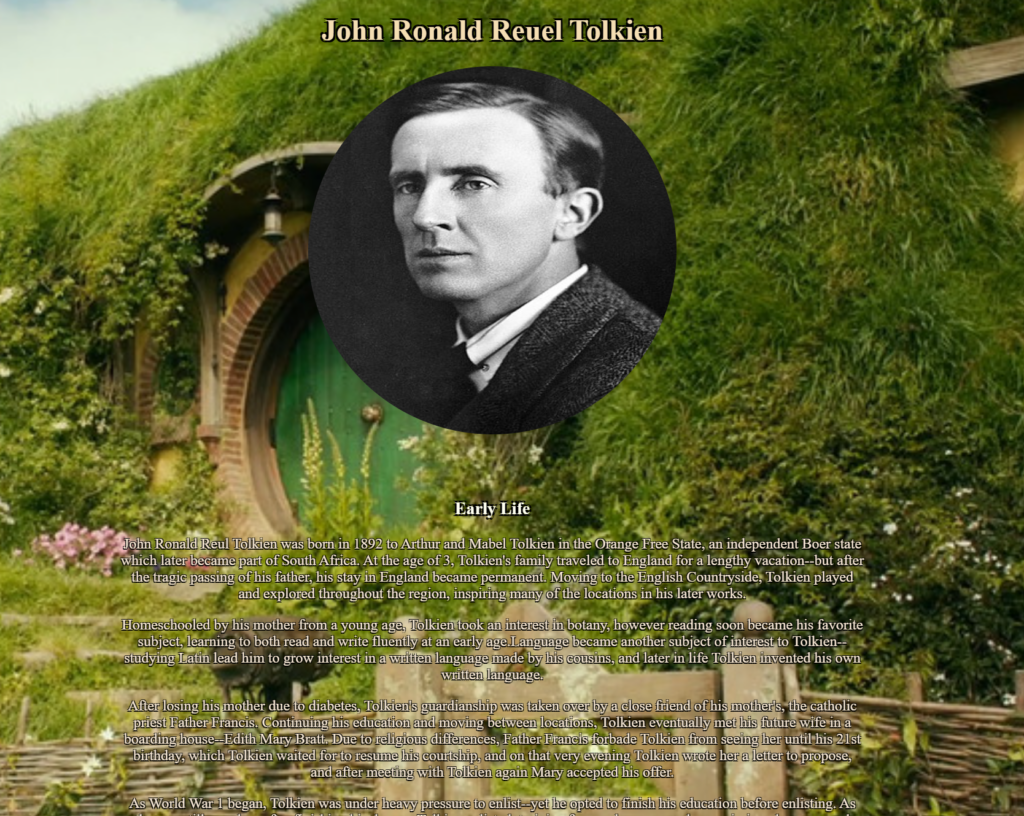 John Ronald Reuel Tolkien
Early Life
John Ronald Reul Tolkien was born in 1892 to Arthur and Mabel Tolkien in the Orange Free State, an independent Boer state
which later became part of South Africa. At the age of 3, Tolkien's family traveled to England for a lengthy vacation--but after
the tragic passing of his father, his stay in England became permanent. Moving to the English Countryside, Tolkien played
and explored throughout the region, inspiring many of the locations in his later works.
Homeschooled by his mother from a young age, Tolkien took an interest in botany, however reading soon became his favorite
subject, learning to both read and write fluently at an early age.Language became another subject of interest to Tolkien--
studying Latin lead him to grow interest in a written language made by his cousins, and later in life Tolkien invented his own
written language.
After losing his mother due to diabetes, Tolkien's guardianship was taken over by a close friend of his mother's, the catholic
priest Father Francis. Continuing his education and moving between locations, Tolkien eventually met his future wife in a
boarding house--Edith Mary Bratt. Due to religious differences, Father Francis forbade Tolkien from seeing her until his 21st
birthday, which Tolkien waited for to resume his courtship, and on that very evening Tolkien wrote her a letter to propose,
and after meeting with Tolkien again Mary accepted his offer.
As World War 1 began, Tolkien was under heavy pressure to enlist--yet he opted to finish his education before enlisting. As